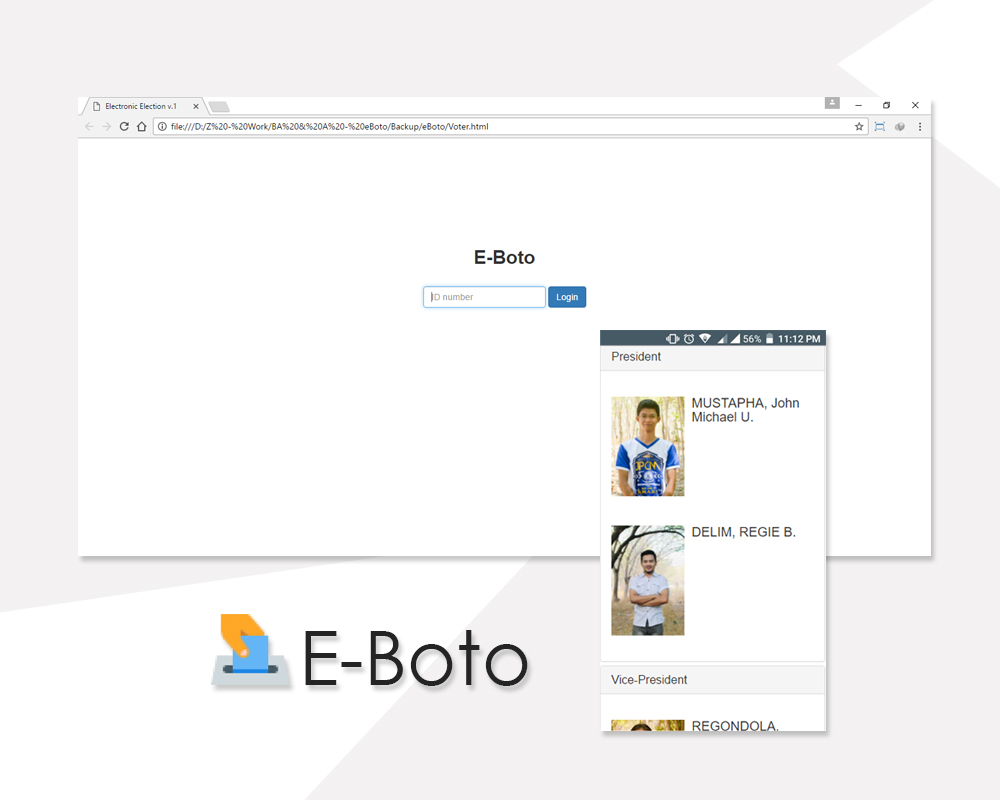 Electronic Election v.1
file:///D:/Z%20-%20Work/BA%20&%20A%20-%20eBoto/Backup/eBoto/Voter.html
E-Boto
ID number
Login
56%
11:12 PM
President
MUSTAPHA, John
Michael U.
DELIM, REGIE B.
Vice-President
REGONDOLA,
E-Boto